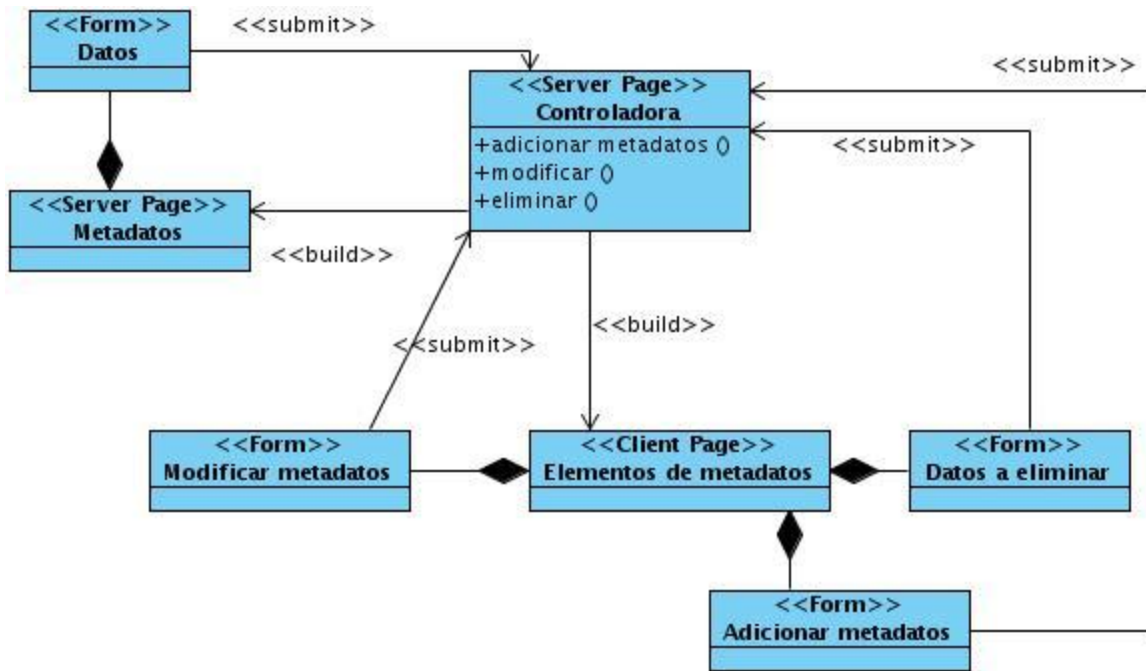 <<Form>>
Datos
<<submit>>
<<submit>>
<<Server Page>>
Controladora
+adicionar metadatos ()
+modificar ()
+eliminar ()
<<submit>>
<<Server Page>>
Metadatos
<<build>>
<<build>>
<<submit>>
<<Form>>
Modificar metadatos
<<Client Page>>
Elementos de metadatos
<<Form>>
Datos a eliminar
<<Form>>
Adicionar metadatos